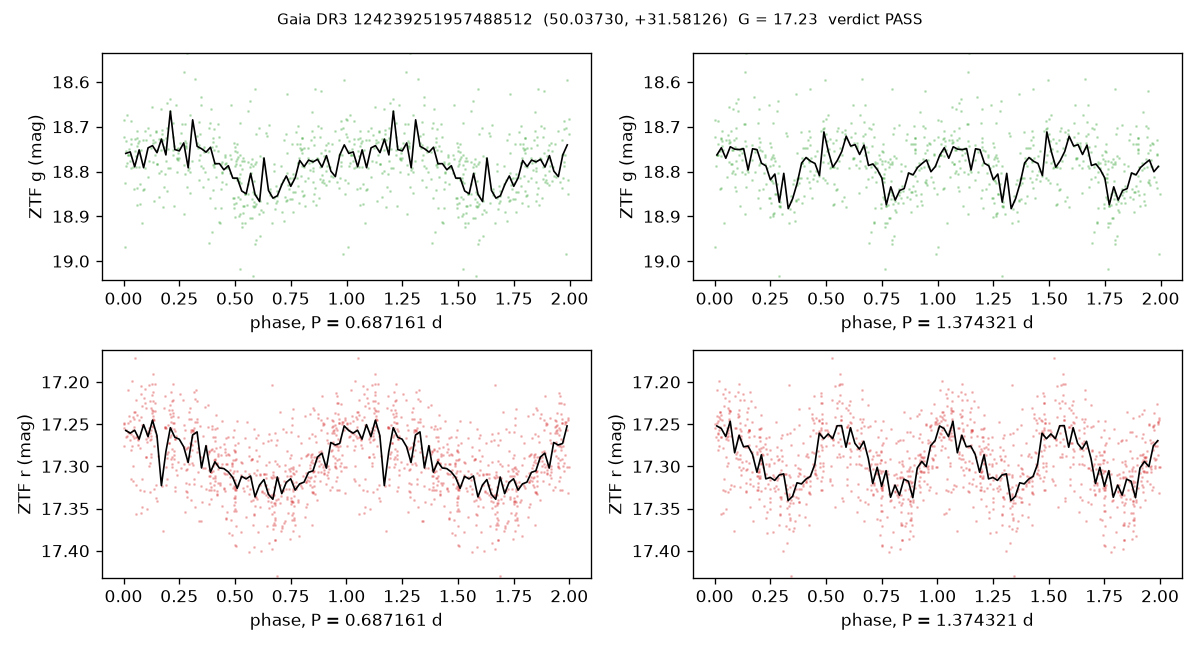 Gaia DR3 124239251957488512  (50.03730, +31.58126)  G = 17.23  verdict PASS
ZTF g (mag)
18.6
18.7
18.8
18.9
19.0
0.00 0.25 0.50 0.75 1.00 1.25 1.50 1.75 2.00
phase, P = 0.687161 d
ZTF g (mag)
18.6
18.7
18.8
18.9
19.0
0.00 0.25 0.50 0.75 1.00 1.25 1.50 1.75 2.00
phase, P = 1.374321 d
ZTF r (mag)
17.20
17.25
17.30
17.35
17.40
0.00 0.25 0.50 0.75 1.00 1.25 1.50 1.75 2.00
phase, P = 0.687161 d
ZTF r (mag)
17.20
17.25
17.30
17.35
17.40
0.00 0.25 0.50 0.75 1.00 1.25 1.50 1.75 2.00
phase, P = 1.374321 d